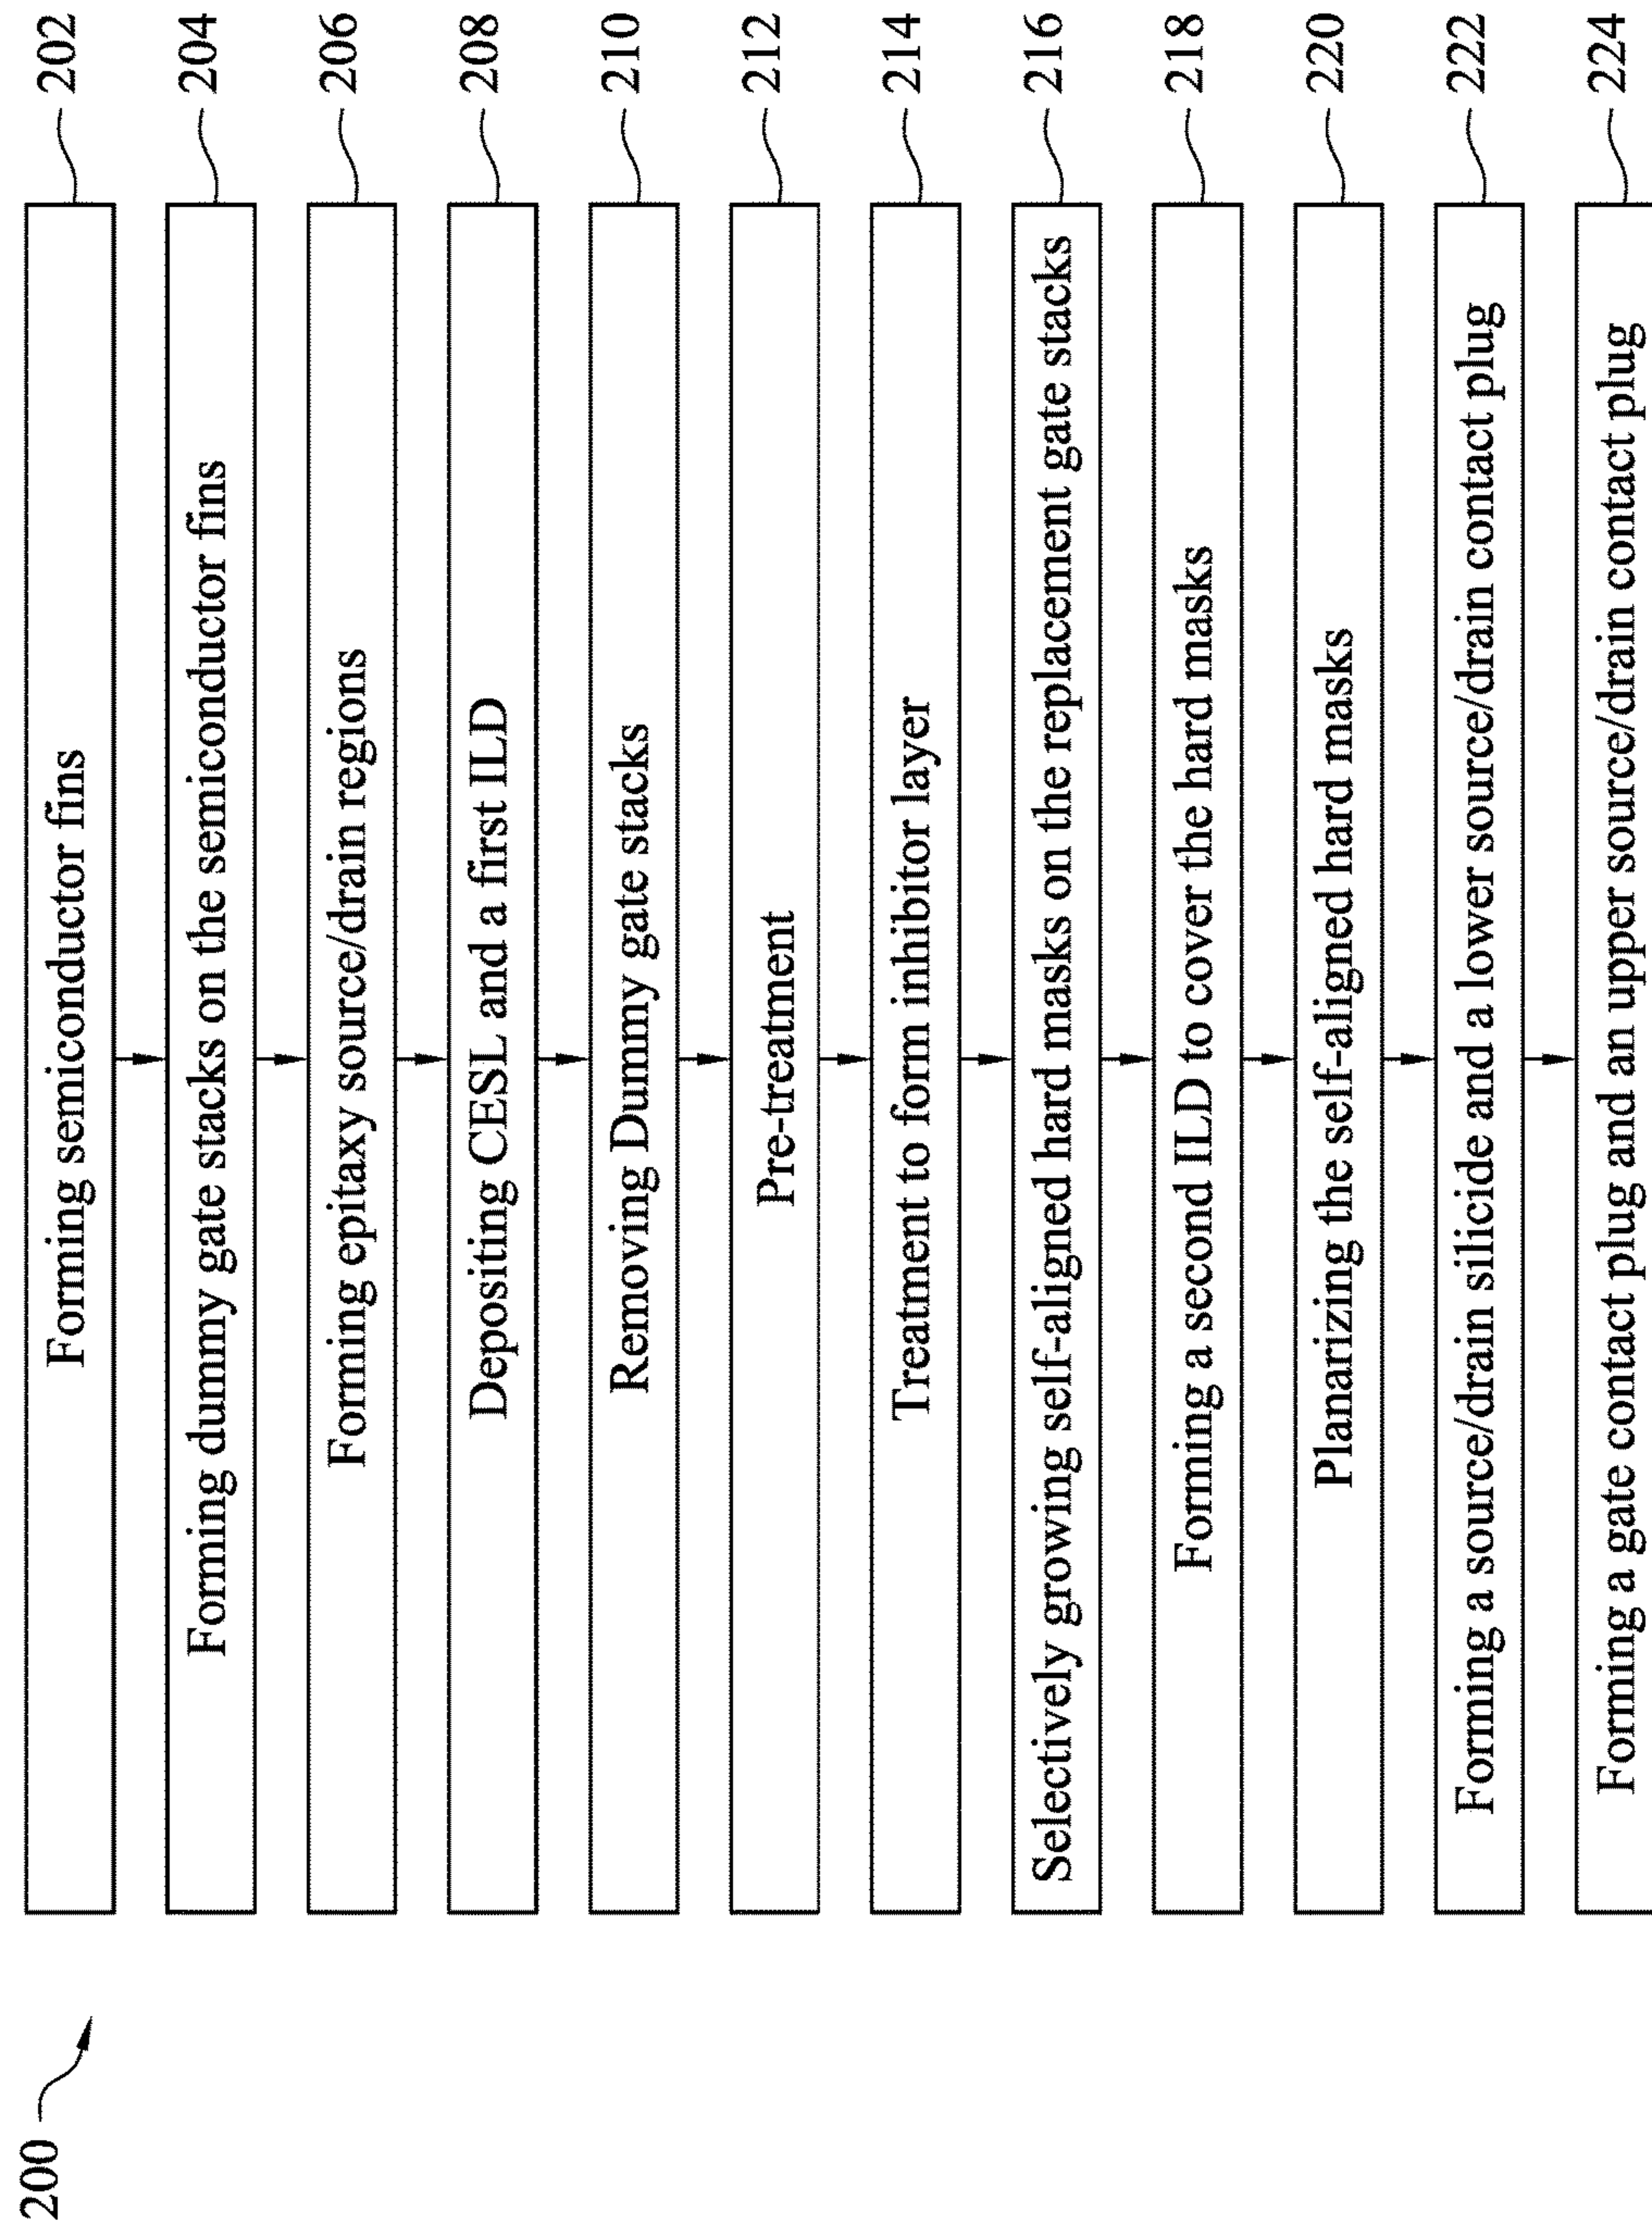 200
Forming semiconductor fins 202
Forming dummy gate stacks on the semiconductor fins 204
Forming epitaxy source/drain regions 206
Depositing CESL and a first ILD 208
Removing Dummy gate stacks 210
Pre-treatment 212
Treatment to form inhibitor layer 214
Selectively growing self-aligned hard masks on the replacement gate stacks 216
Forming a second ILD to cover the hard masks 218
Planarizing the self-aligned hard masks 220
Forming a source/drain silicide and a lower source/drain contact plug 222
Forming a gate contact plug and an upper source/drain contact plug 224